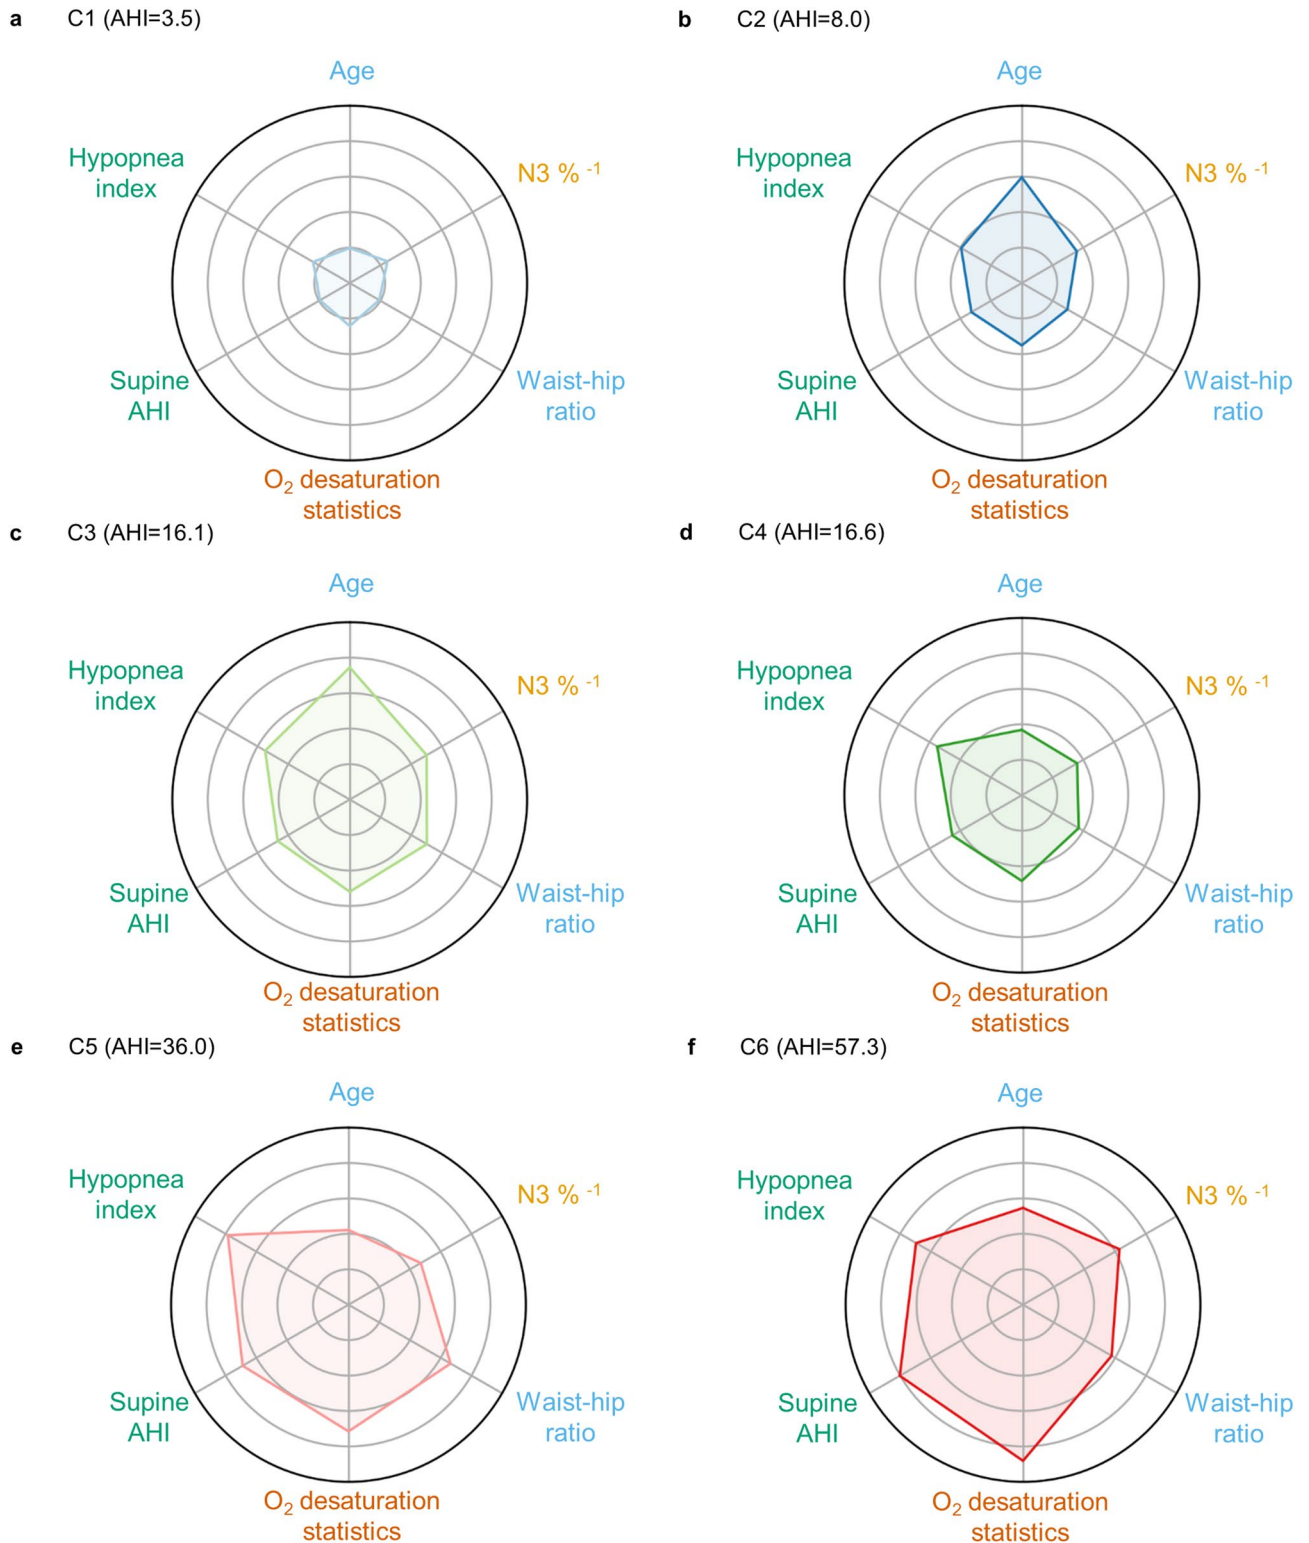 a C1 (AHI=3.5)
Age
Hypopnea
index
N3 % -1
Supine
AHI
Waist-hip
ratio
O2 desaturation
statistics
b C2 (AHI=8.0)
Age
Hypopnea
index
N3 % -1
Supine
AHI
Waist-hip
ratio
O2 desaturation
statistics
c C3 (AHI=16.1)
Age
Hypopnea
index
N3 % -1
Supine
AHI
Waist-hip
ratio
O2 desaturation
statistics
d C4 (AHI=16.6)
Age
Hypopnea
index
N3 % -1
Supine
AHI
Waist-hip
ratio
O2 desaturation
statistics
e C5 (AHI=36.0)
Age
Hypopnea
index
N3 % -1
Supine
AHI
Waist-hip
ratio
O2 desaturation
statistics
f C6 (AHI=57.3)
Age
Hypopnea
index
N3 % -1
Supine
AHI
Waist-hip
ratio
O2 desaturation
statistics